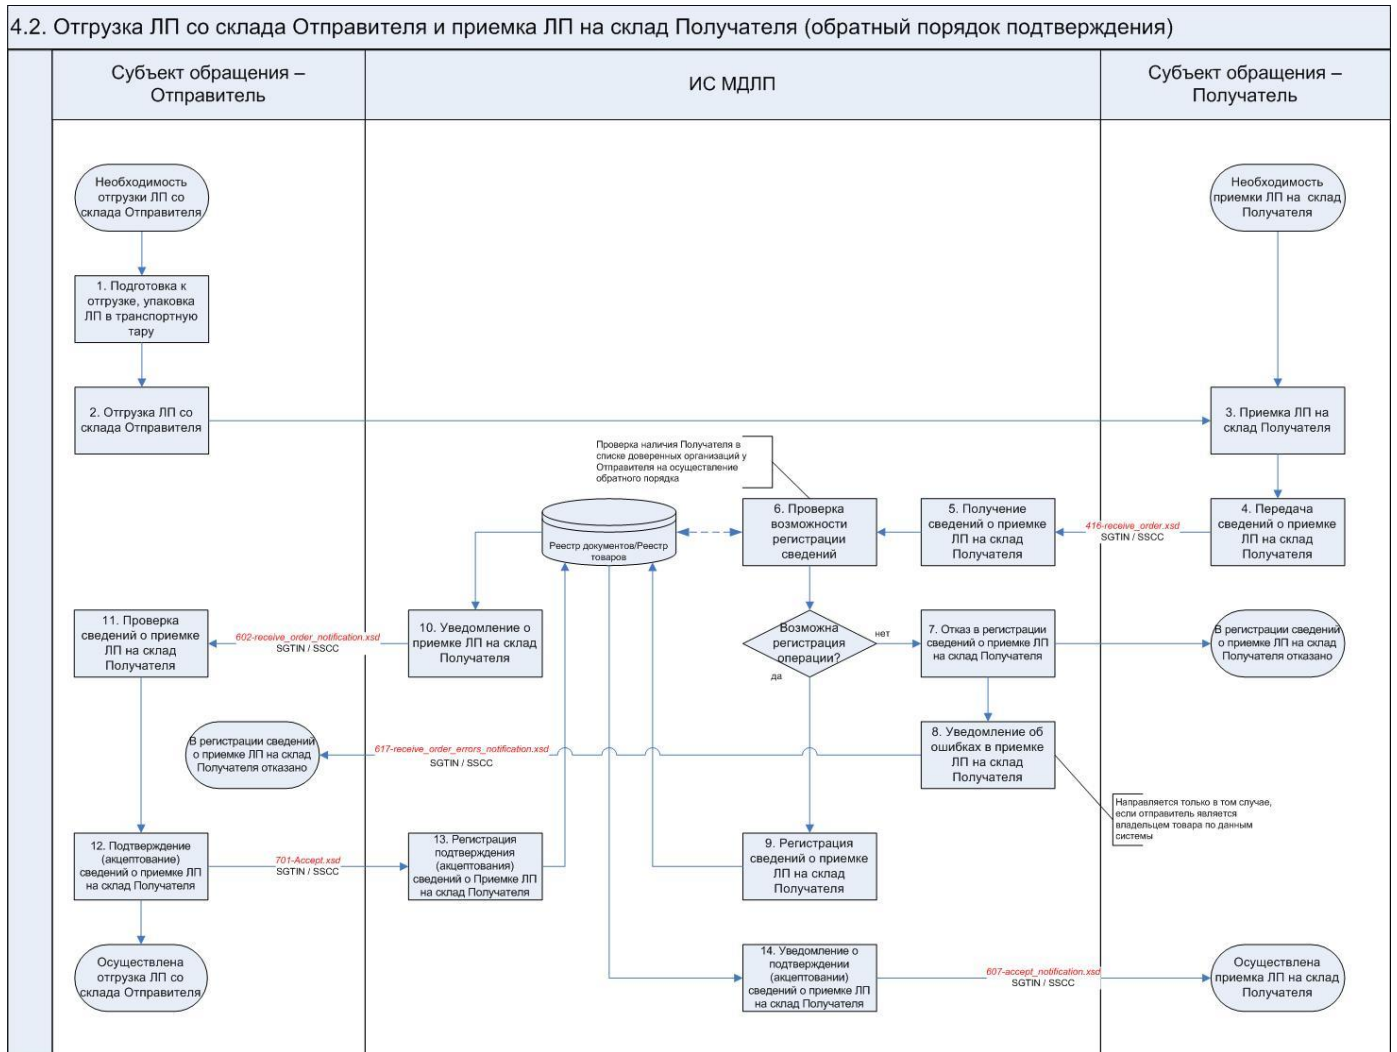 4.2. Отгрузка ЛП со склада Отправителя и приемка ЛП на склад Получателя (обратный порядок подтверждения)
Субъект обращения –
Отправитель
ИС МДЛП
Субъект обращения –
Получатель
Необходимость
отгрузки ЛП со
склада Отправителя
Необходимость
приемки ЛП на склад
Получателя
1. Подготовка к
отгрузке, упаковка
ЛП в транспортную
тару
2. Отгрузка ЛП со
склада Отправителя
3. Приемка ЛП на
склад Получателя
Проверка наличия Получателя в
списке доверенных организаций у
Отправителя на осуществление
обратного порядка
Реестр документов/Реестр
товаров
6. Проверка
возможности
регистрации
сведений
5. Получение
сведений о приемке
ЛП на склад
Получателя
416-receive_order.xsd
SGTIN / SSCC
4. Передача
сведений о приемке
ЛП на склад
Получателя
11. Проверка
сведений о приемке
ЛП на склад
Получателя
602-receive_order_notification.xsd
SGTIN / SSCC
10. Уведомление о
приемке ЛП на склад
Получателя
Возможна
регистрация
операции?
нет
да
7. Отказ в регистрации
сведений о приемке ЛП
на склад Получателя
В регистрации сведений
о приемке ЛП на склад
Получателя отказано
В регистрации сведений
о приемке ЛП на склад
Получателя отказано
617-receive_order_errors_notification.xsd
SGTIN / SSCC
8. Уведомление об
ошибках в приемке
ЛП на склад
Получателя
Направляется только в том случае,
если отправитель является
владельцем товара по данным
системы
12. Подтверждение
(акцептование)
сведений о приемке ЛП
на склад Получателя
701-Accept.xsd
SGTIN / SSCC
13. Регистрация
подтверждения
(акцептования)
сведений о Приемке ЛП
на склад Получателя
9. Регистрация
сведений о приемке
ЛП на склад
Получателя
Осуществлена
отгрузка ЛП со
склада Отправителя
14. Уведомление о
подтверждении
(акцептовании)
сведений о приемке ЛП
на склад Получателя
607-accept_notification.xsd
SGTIN / SSCC
Осуществлена
приемка ЛП на склад
Получателя